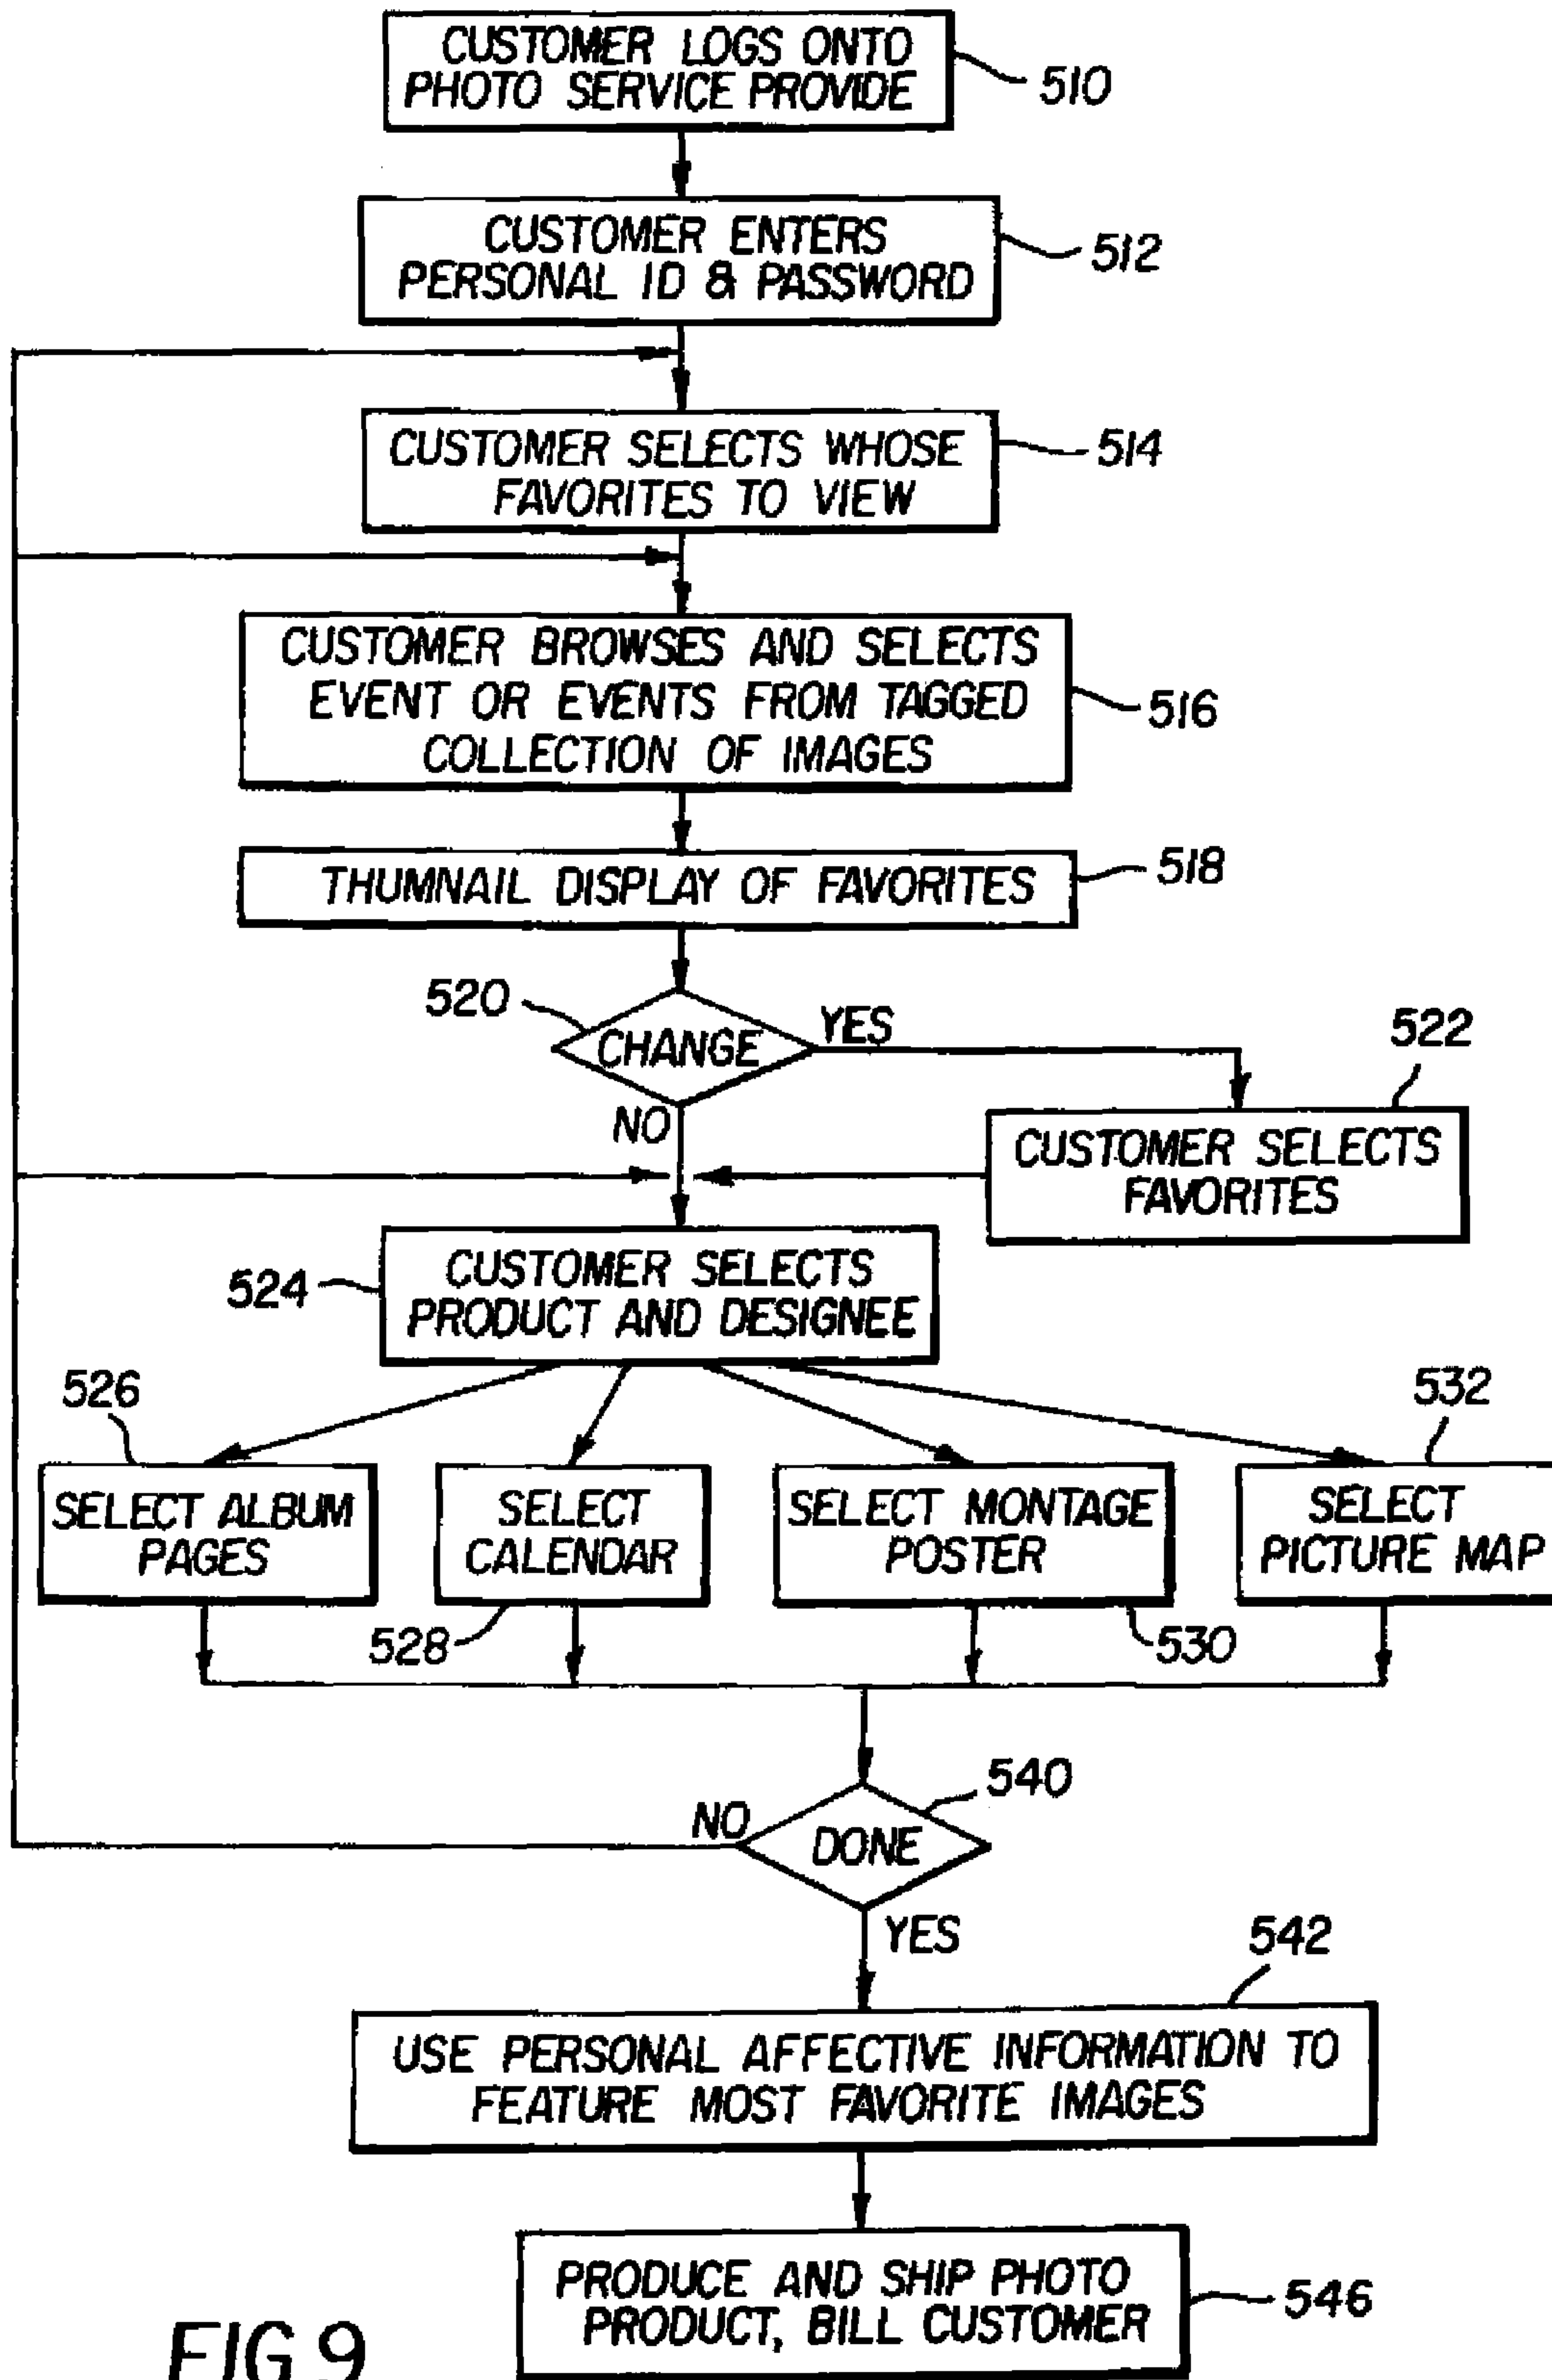 CUSTOMER LOGS ONTO
PHOTO SERVICE PROVIDE
510
CUSTOMER ENTERS
PERSONAL ID & PASSWORD
512
CUSTOMER SELECTS WHOSE
FAVORITES TO VIEW
514
CUSTOMER BROWSES AND SELECTS
EVENT OR EVENTS FROM TAGGED
COLLECTION OF IMAGES
516
THUMNAIL DISPLAY OF FAVORITES
518
520
CHANGE
YES
NO
522
CUSTOMER SELECTS
FAVORITES
524
CUSTOMER SELECTS
PRODUCT AND DESIGNEE
526
SELECT ALBUM
PAGES
SELECT
CALENDAR
528
SELECT MONTAGE
POSTER
530
532
SELECT
PICTURE MAP
540
DONE
NO
YES
542
USE PERSONAL AFFECTIVE INFORMATION TO
FEATURE MOST FAVORITE IMAGES
PRODUCE AND SHIP PHOTO
PRODUCT, BILL CUSTOMER
546
FIG.9